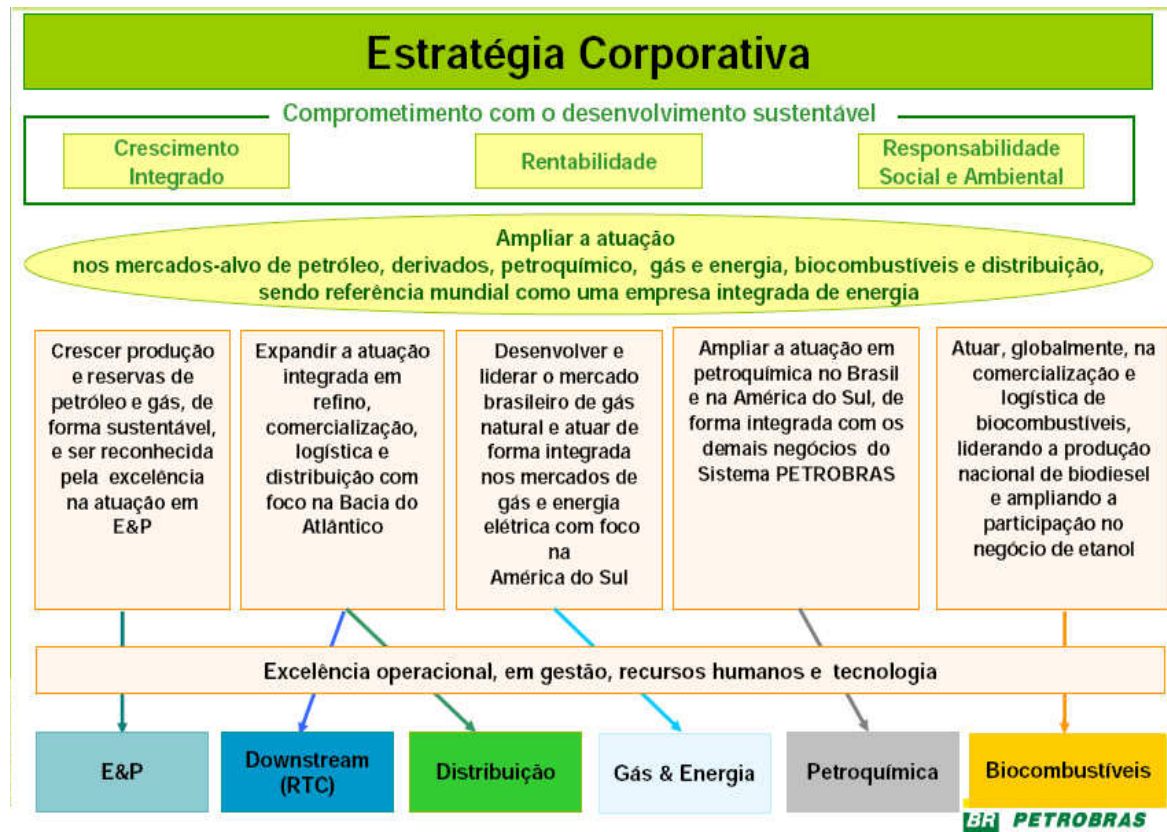 Estratégia Corporativa
Comprometimento com o desenvolvimento sustentável
Crescimento
Integrado
Rentabilidade
Responsabilidade
Social e Ambiental
Ampliar a atuação
nos mercados-alvo de petróleo, derivados, petroquímico, gás e energia, biocombustíveis e distribuição,
sendo referência mundial como uma empresa integrada de energia
Crescer produção
e reservas de
petróleo e gás, de
forma sustentável,
e ser reconhecida
pela excelência
na atuação em
E&P
Expandir a atuação
integrada em
refino,
comercialização,
logística e
distribuição com
foco na Bacia do
Atlântico
Desenvolver e
liderar o mercado
brasileiro de gás
natural e atuar de
forma integrada
nos mercados de
gás e energia
elétrica com foco
na
América do Sul
Ampliar a atuação em
petroquímica no Brasil
e na América do Sul, de
forma integrada com os
demais negócios do
Sistema PETROBRAS
Atuar, globalmente, na
comercialização e
logística de
biocombustíveis,
liderando a produção
nacional de biodiesel
e ampliando a
participação no
negócio de etanol
Excelência operacional, em gestão, recursos humanos e tecnologia
E&P
Downstream
(RTC)
Distribuição
Gás & Energia
Petroquímica
Biocombustíveis
BR PETROBRAS